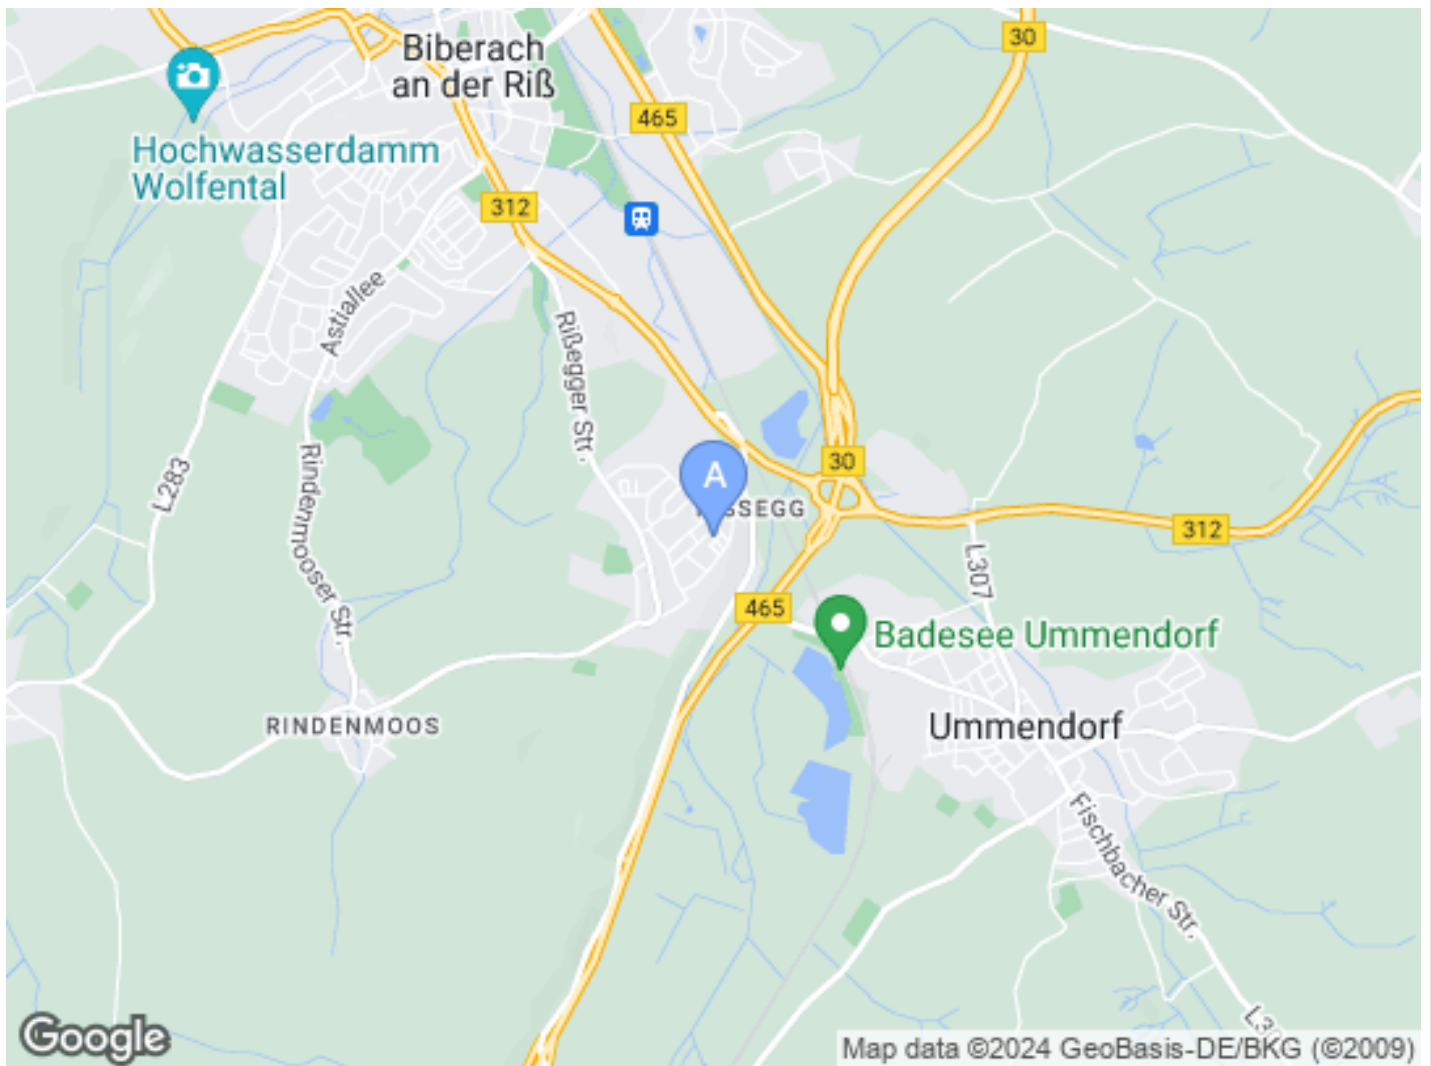 Biberach
an der Riß
30
465
Hochwasserdamm
Wolfental
312
Astiallee
Rißegger Str.
A
SSEGG
30
L283
Rindenmooser Str.
312
L307
465
Badesee Ummendorf
RINDENMOOS
Ummendorf
Fischbacher Str.
Google
Map data ©2024 GeoBasis-DE/BKG (©2009)